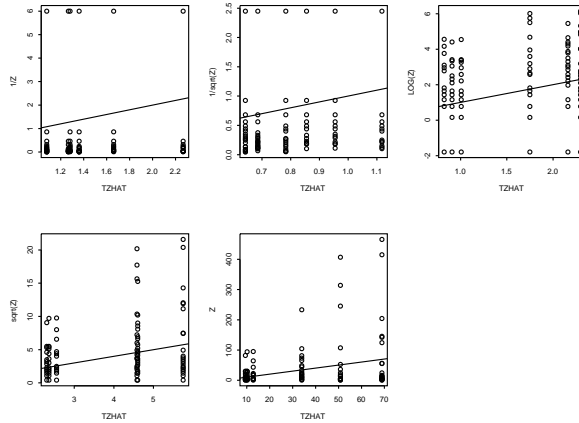 1/Z
0 1 2 3 4 5 6
1.2 1.4 1.6 1.8 2.0 2.2
TZHAT
1/sqrt(Z)
0.0 0.5 1.0 1.5 2.0 2.5
0.7 0.8 0.9 1.0 1.1
TZHAT
LOG(Z)
-2 0 2 4 6
1.0 1.5 2.0
TZHAT
sqrt(Z)
0 5 10 15 20
3 4 5
TZHAT
Z
0 100 200 300 400
10 20 30 40 50 60 70
TZHAT